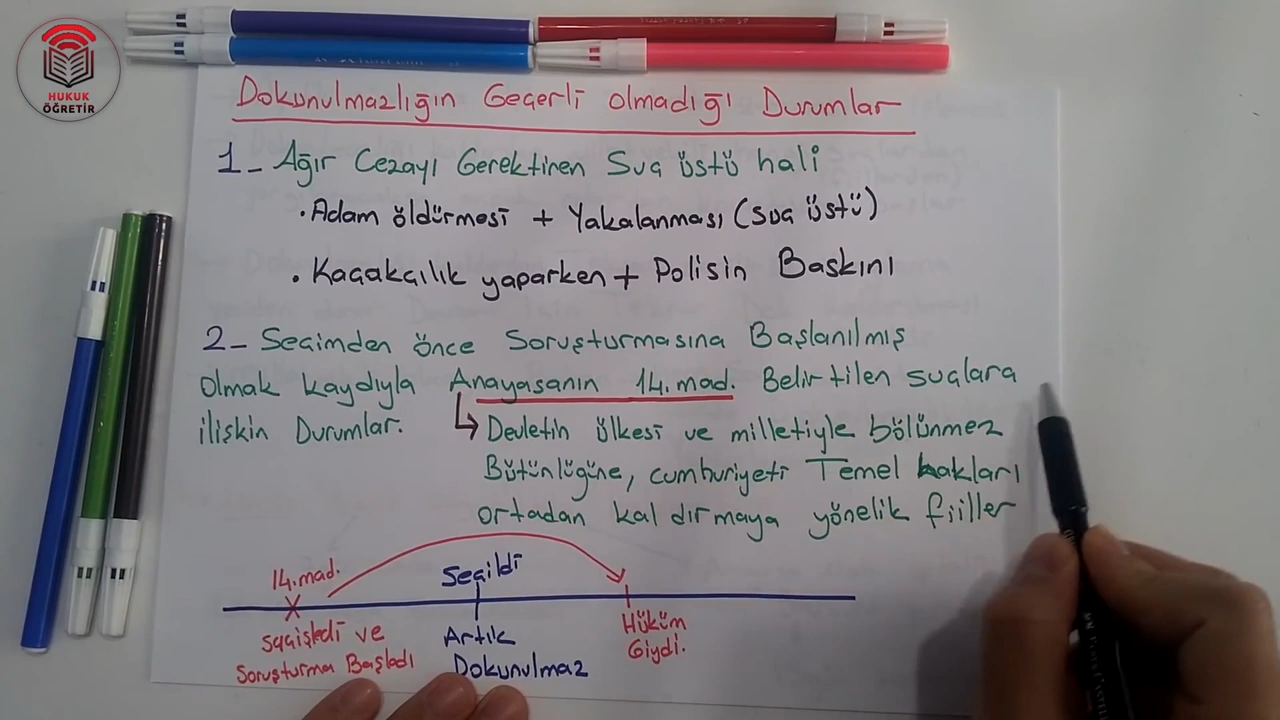 HUKUK
ÖĞRETİR
Dokunulmazlığın Geçerli Olmadığı Durumlar
1- Ağır Cezayı Gerektiren Suç üstü hali
• Adam öldürmesi + Yakalanması (suç üstü)
• Kaçakçılık yaparken + Polisin Baskını
2- Seçimden önce Soruşturmasına Başlanılmış
olmak kaydıyla Anayasanın 14. mad. Belirtilen suçlara
ilişkin Durumlar.
Devletin ülkesi ve milletiyle bölünmez
Bütünlüğüne, cumhuriyeti Temel hakları
ortadan kaldırmaya yönelik fiiller
14. mad.
Seçildi
suç işledi ve
Soruşturma Başladı
Artık
Dokunulmaz
Hüküm
Giydi.